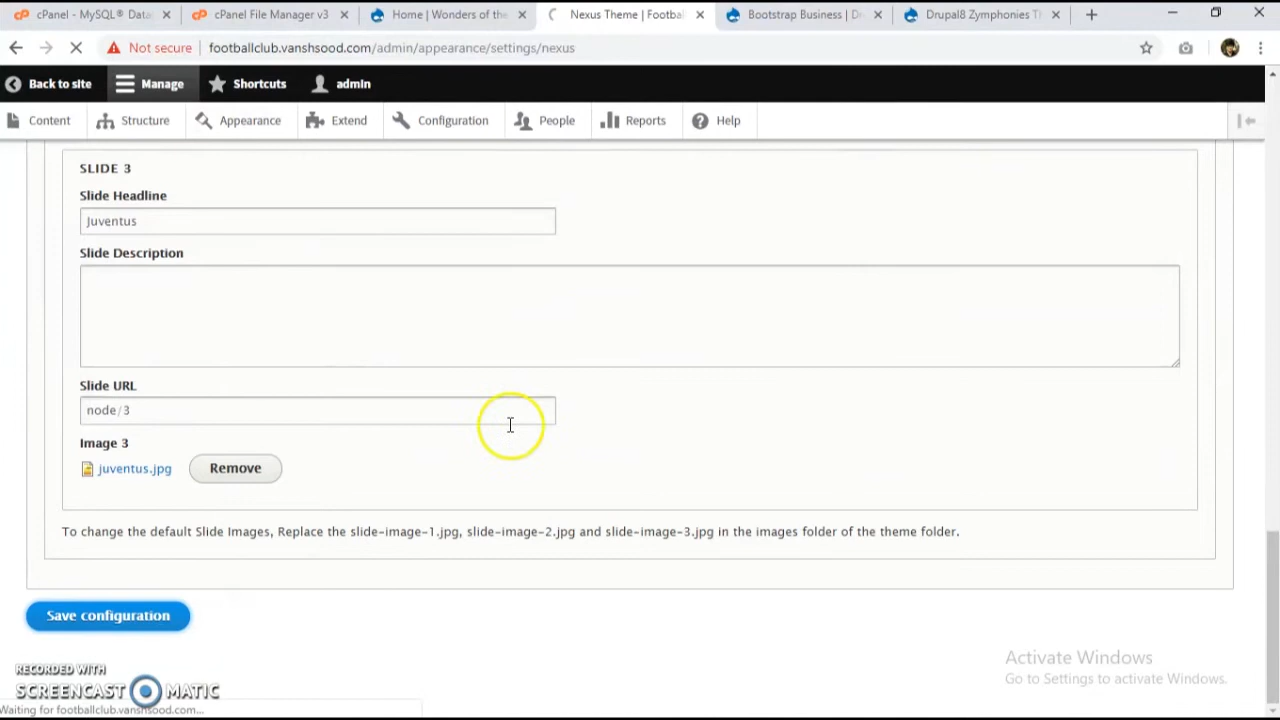 cPanel - MySQL® Data
cPanel File Manager v3
Home | Wonders of the
Nexus Theme | Footba
Bootstrap Business | D
Drupal8 Zymphonies T
Not secure
footballclub.vanshsood.com/admin/appearance/settings/nexus
Back to site
Manage
Shortcuts
admin
Content
Structure
Appearance
Extend
Configuration
People
Reports
Help
SLIDE 3
Slide Headline
Juventus
Slide Description
Slide URL
node/3
Image 3
juventus.jpg
Remove
To change the default Slide Images, Replace the slide-image-1.jpg, slide-image-2.jpg and slide-image-3.jpg in the images folder of the theme folder.
Save configuration
Activate Windows
Go to Settings to activate Windows.
RECORDED WITH
SCREENCAST MATIC
Waiting for footballclub.vanshsood.com...